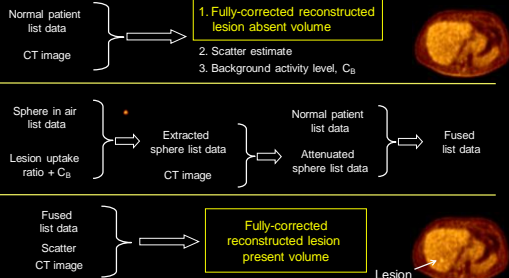 Normal patient
list data
CT image
1. Fully-corrected reconstructed
lesion absent volume
2. Scatter estimate
3. Background activity level, CB
Sphere in air
list data
Lesion uptake
ratio + CB
Extracted
sphere list data
CT image
Normal patient
list data
Attenuated
sphere list data
Fused
list data
Fused
list data
Scatter
CT image
Fully-corrected
reconstructed lesion
present volume
Lesion